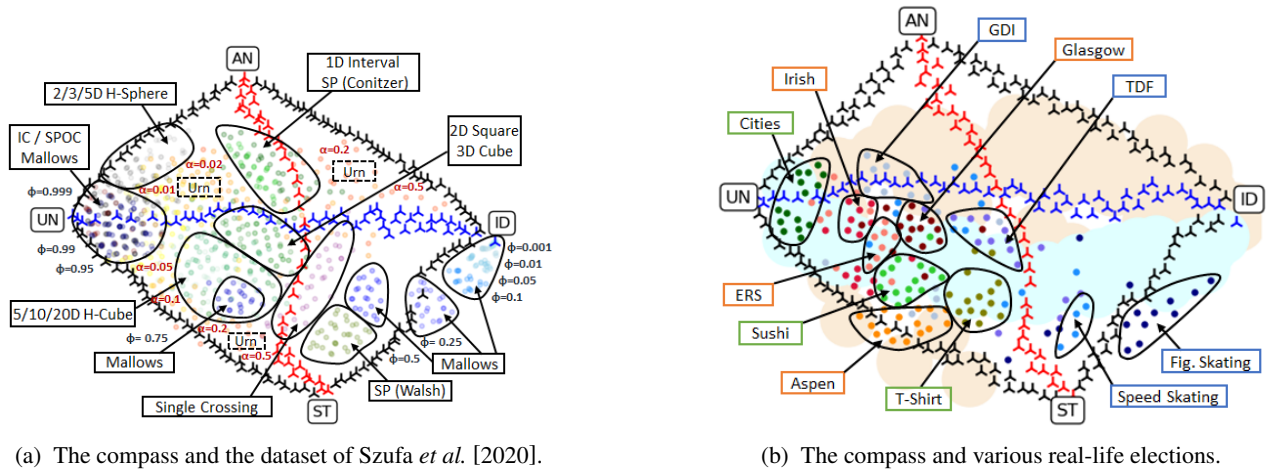 AN
1D Interval
SP (Conitzer)
2/3/5D H-Sphere
2D Square
3D Cube
IC / SPOC
Mallows
α=0.02
α=0.2
Urn
Urn
α=0.01
α=0.5
ϕ=0.999
UN
ID
ϕ=0.99
ϕ=0.95
α=0.05
ϕ=0.001
ϕ=0.01
ϕ=0.05
ϕ=0.1
α=0.1
5/10/20D H-Cube
α=0.2
ϕ= 0.75
Urn
α=0.5
ϕ= 0.25
ϕ=0.5
Mallows
Mallows
SP (Walsh)
Single Crossing
ST
(a) The compass and the dataset of Szufa et al. [2020].
AN
GDI
Glasgow
Irish
TDF
Cities
UN
ID
ERS
Sushi
Aspen
T-Shirt
ST
Fig. Skating
Speed Skating
(b) The compass and various real-life elections.